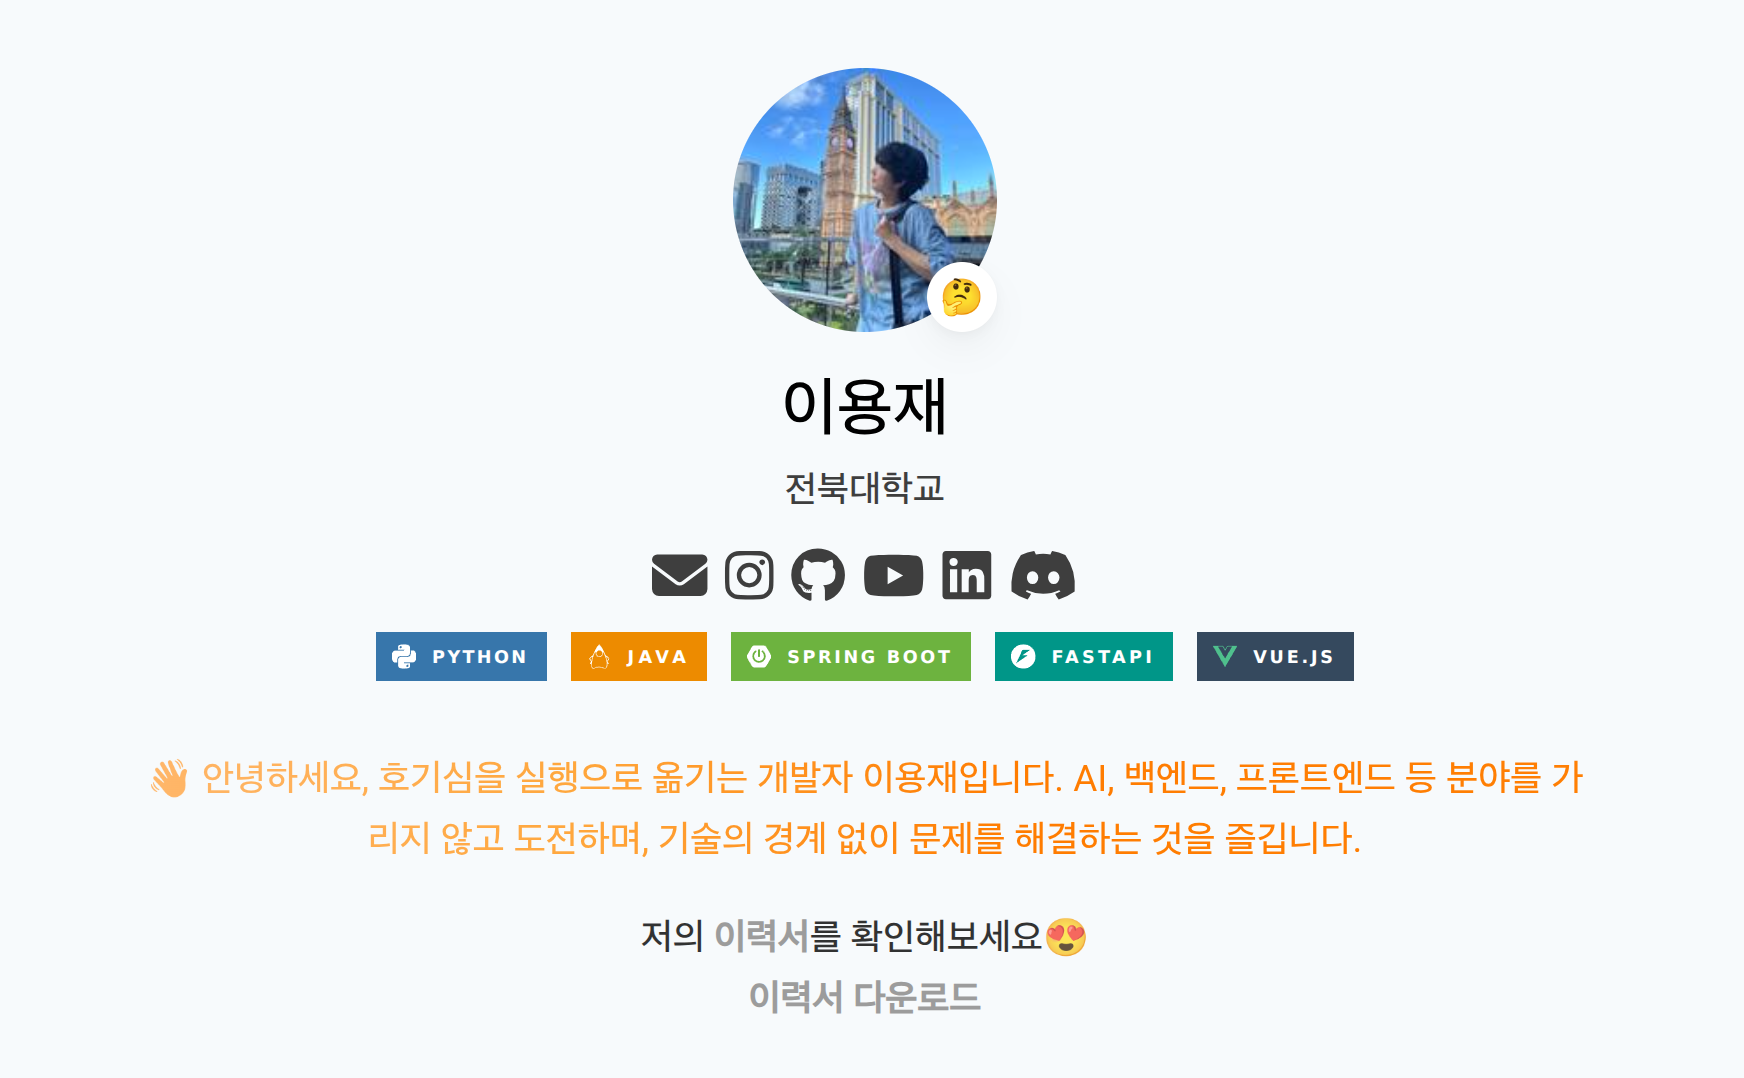 이용재
전북대학교
PYTHON JAVA SPRING BOOT FASTAPI VUE.JS
👋 안녕하세요, 호기심을 실행으로 옮기는 개발자 이용재입니다. AI, 백엔드, 프론트엔드 등 분야를 가
리지 않고 도전하며, 기술의 경계 없이 문제를 해결하는 것을 즐깁니다.
저의 이력서를 확인해보세요😍
이력서 다운로드